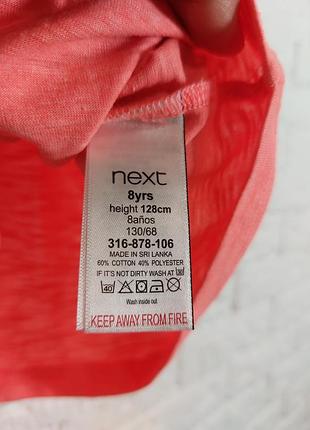 next
8yrs
height 128cm
8años
130/68
316-878-106
MADE IN SRI LANKA
60% COTTON 40% POLYESTER
IF IT'S NOT DIRTY WASH AT
40
Wash inside out
KEEP AWAY FROM FIRE